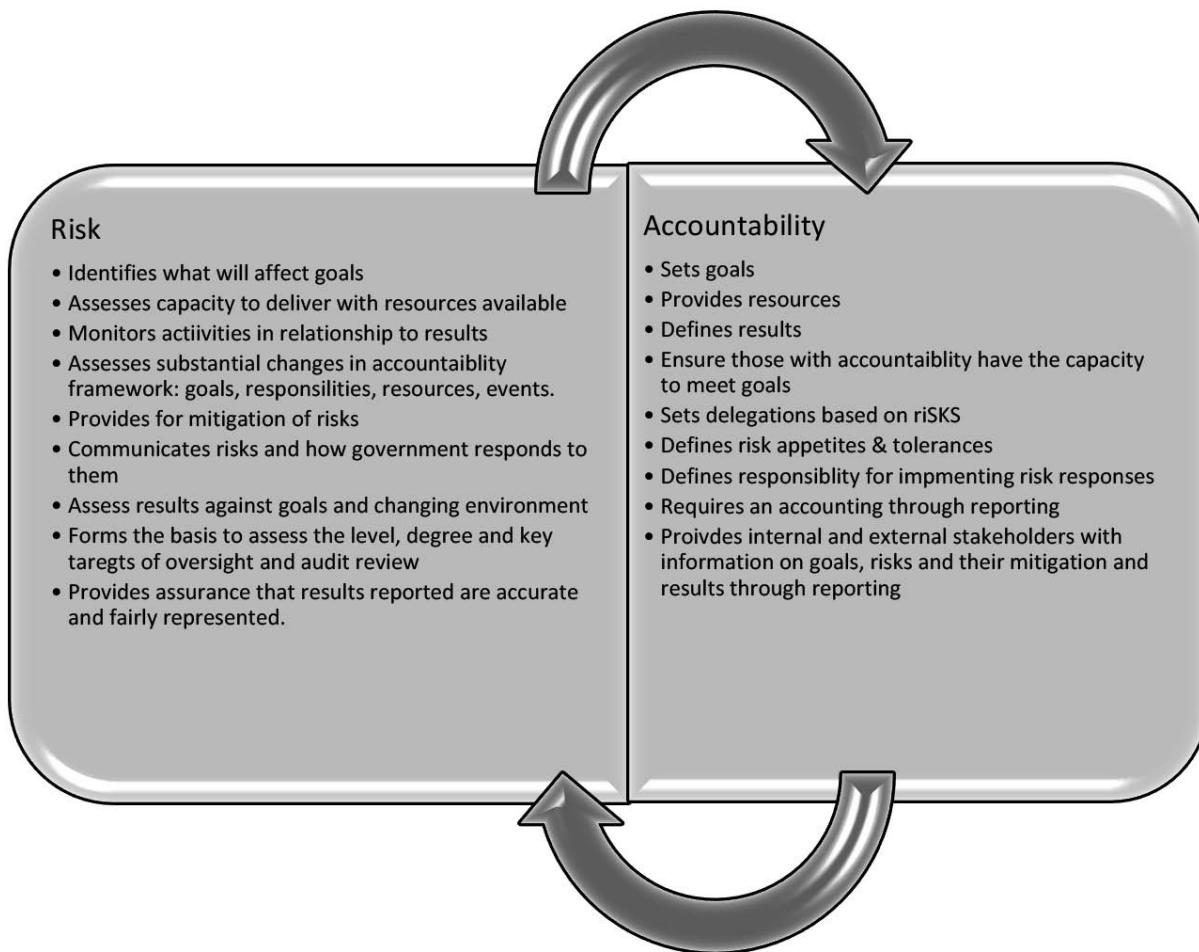 Risk
• Identifies what will affect goals
• Assesses capacity to deliver with resources available
• Monitors actiivities in relationship to results
• Assesses substantial changes in accountaiblity
framework: goals, responsilities, resources, events.
• Provides for mitigation of risks
• Communicates risks and how government responds to
them
• Assess results against goals and changing environment
• Forms the basis to assess the level, degree and key
taregts of oversight and audit review
• Provides assurance that results reported are accurate
and fairly represented.
Accountability
• Sets goals
• Provides resources
• Defines results
• Ensure those with accountaiblity have the capacity
to meet goals
• Sets delegations based on riSKS
• Defines risk appetites & tolerances
• Defines responsiblity for impmenting risk responses
• Requires an accounting through reporting
• Proivdes internal and external stakeholders with
information on goals, risks and their mitigation and
results through reporting